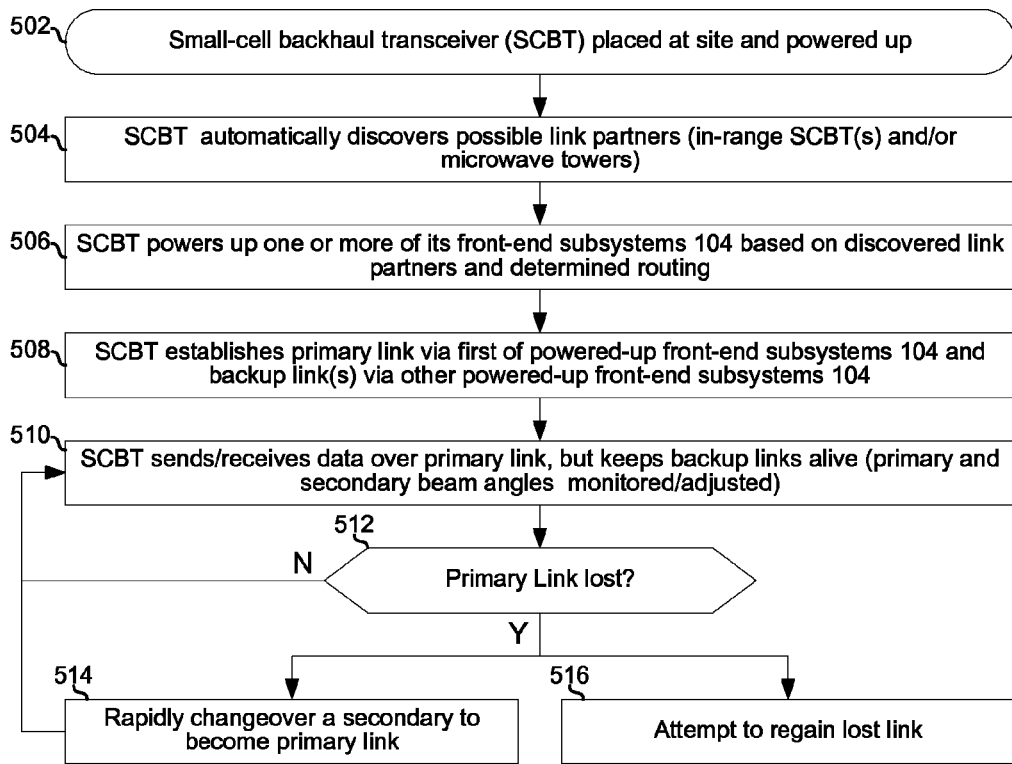 502
Small-cell backhaul transceiver (SCBT) placed at site and powered up
504
SCBT automatically discovers possible link partners (in-range SCBT(s) and/or
microwave towers)
506
SCBT powers up one or more of its front-end subsystems 104 based on discovered link
partners and determined routing
508
SCBT establishes primary link via first of powered-up front-end subsystems 104 and
backup link(s) via other powered-up front-end subsystems 104
510
SCBT sends/receives data over primary link, but keeps backup links alive (primary and
secondary beam angles monitored/adjusted)
512
N
Primary Link lost?
Y
514
Rapidly changeover a secondary to
become primary link
516
Attempt to regain lost link